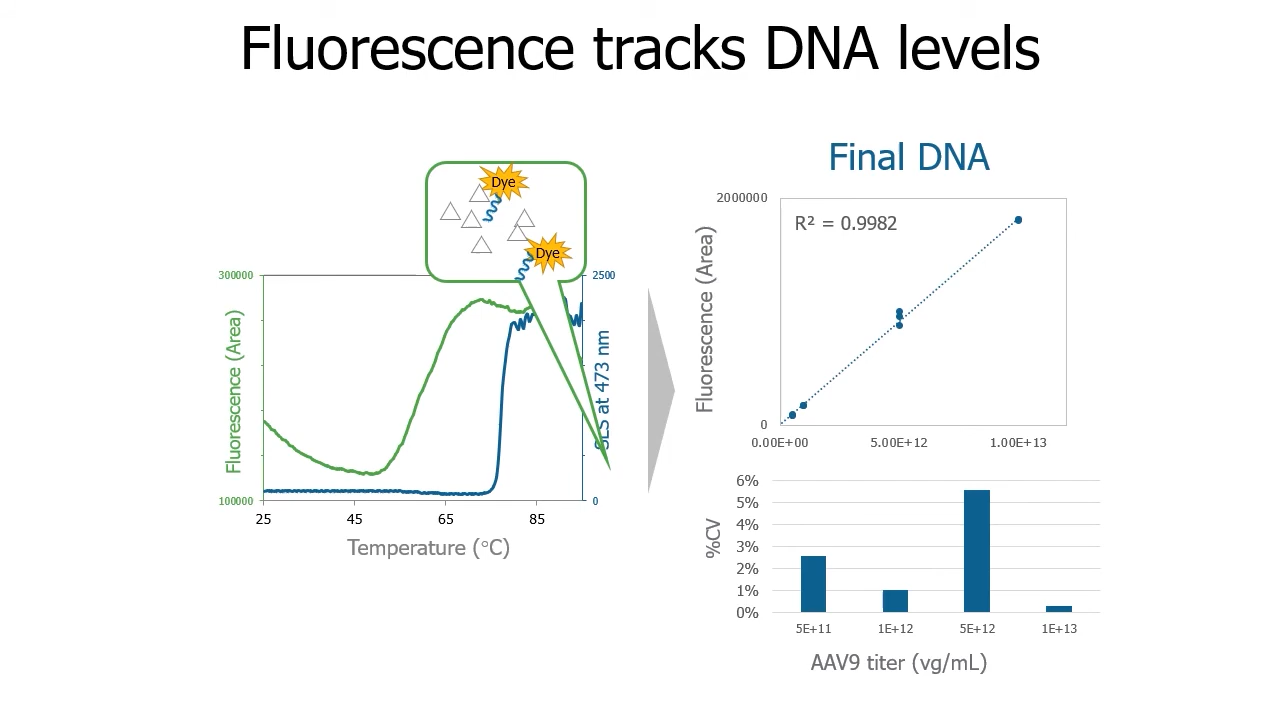 Fluorescence tracks DNA levels
Dye
Dye
300000
2500
Fluorescence (Area)
SLS at 473 nm
100000
0
25
45
65
85
Temperature (°C)
Final DNA
2000000
R² = 0.9982
Fluorescence (Area)
0
0.00E+00
5.00E+12
1.00E+13
6%
5%
4%
3%
2%
1%
0%
%CV
5E+11
1E+12
5E+12
1E+13
AAV9 titer (vg/mL)